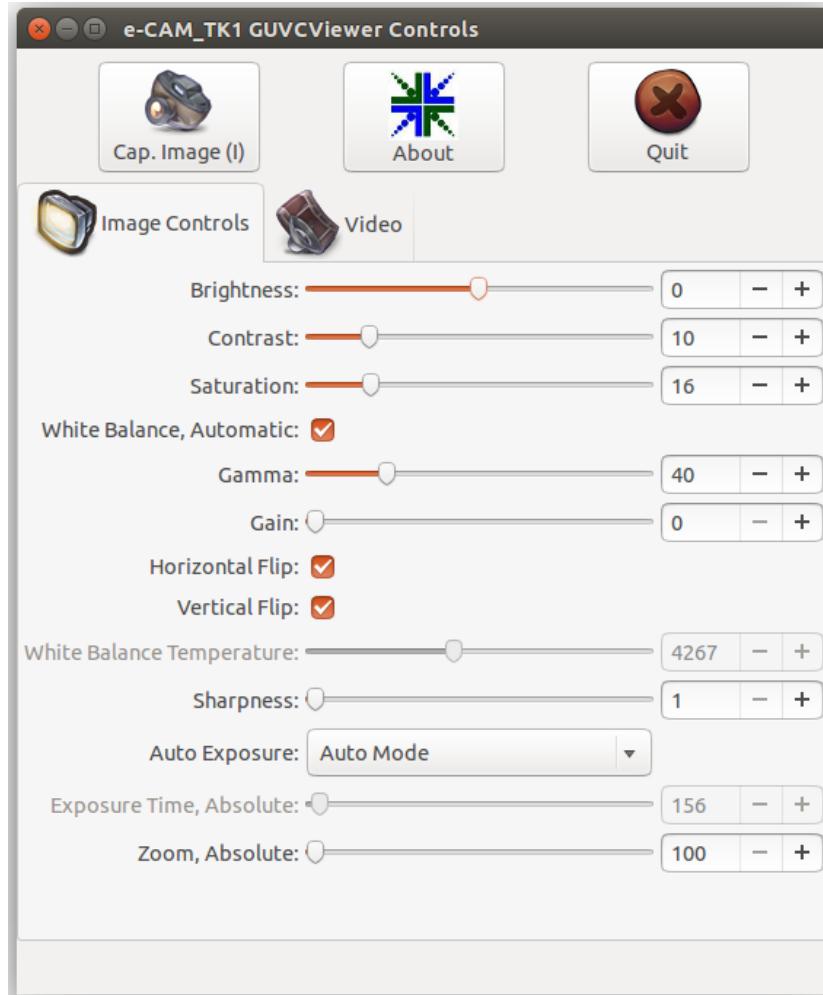 e-CAM_TK1 GUVCViewer Controls
Cap. Image (I) About Quit
Image Controls Video
Brightness: 0 − +
Contrast: 10 − +
Saturation: 16 − +
White Balance, Automatic:
Gamma: 40 − +
Gain: 0 − +
Horizontal Flip:
Vertical Flip:
White Balance Temperature: 4267 − +
Sharpness: 1 − +
Auto Exposure: Auto Mode
Exposure Time, Absolute: 156 − +
Zoom, Absolute: 100 − +